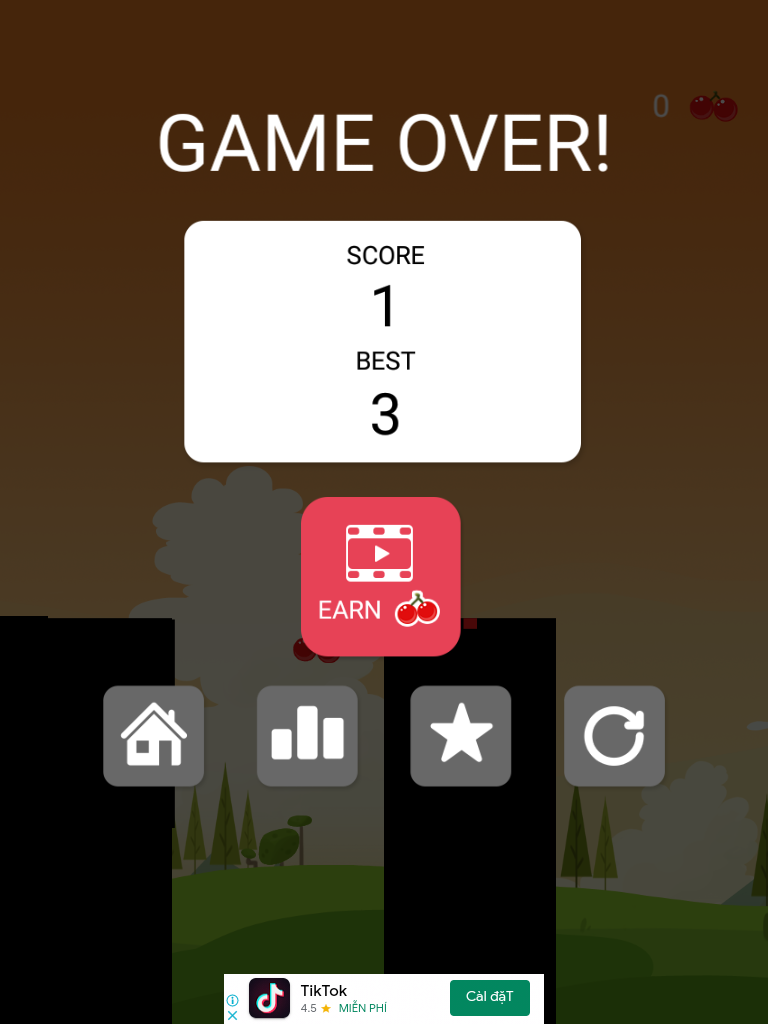 0
GAME OVER!
SCORE
1
BEST
3
EARN
TikTok
4.5 ★ MIỄN PHÍ
Cài đặT